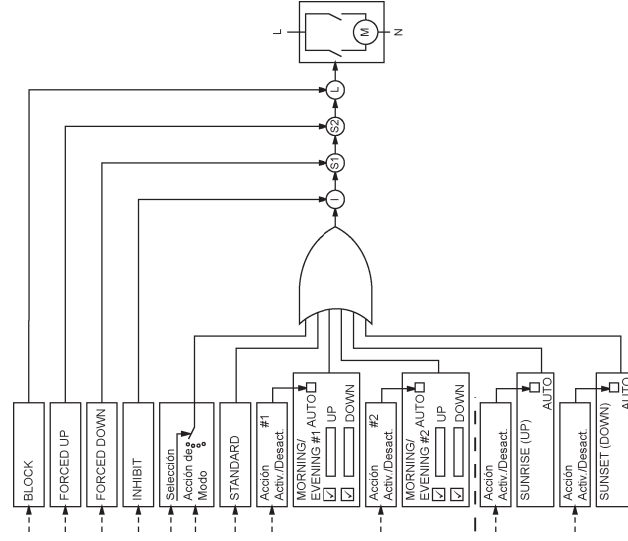 L
M
N
L
S2
S1
I
BLOCK
FORCED UP
FORCED DOWN
INHIBIT
Selección
Acción de
Modo
STANDARD
Acción #1
Activ./Desact.
MORNING/
EVENING #1 AUTO
UP
DOWN
Acción #2
Activ./Desact.
MORNING/
EVENING #2 AUTO
UP
DOWN
Acción
Activ./Desact.
SUNRISE (UP)
AUTO
Acción
Activ./Desact.
SUNSET (DOWN)
AUTO